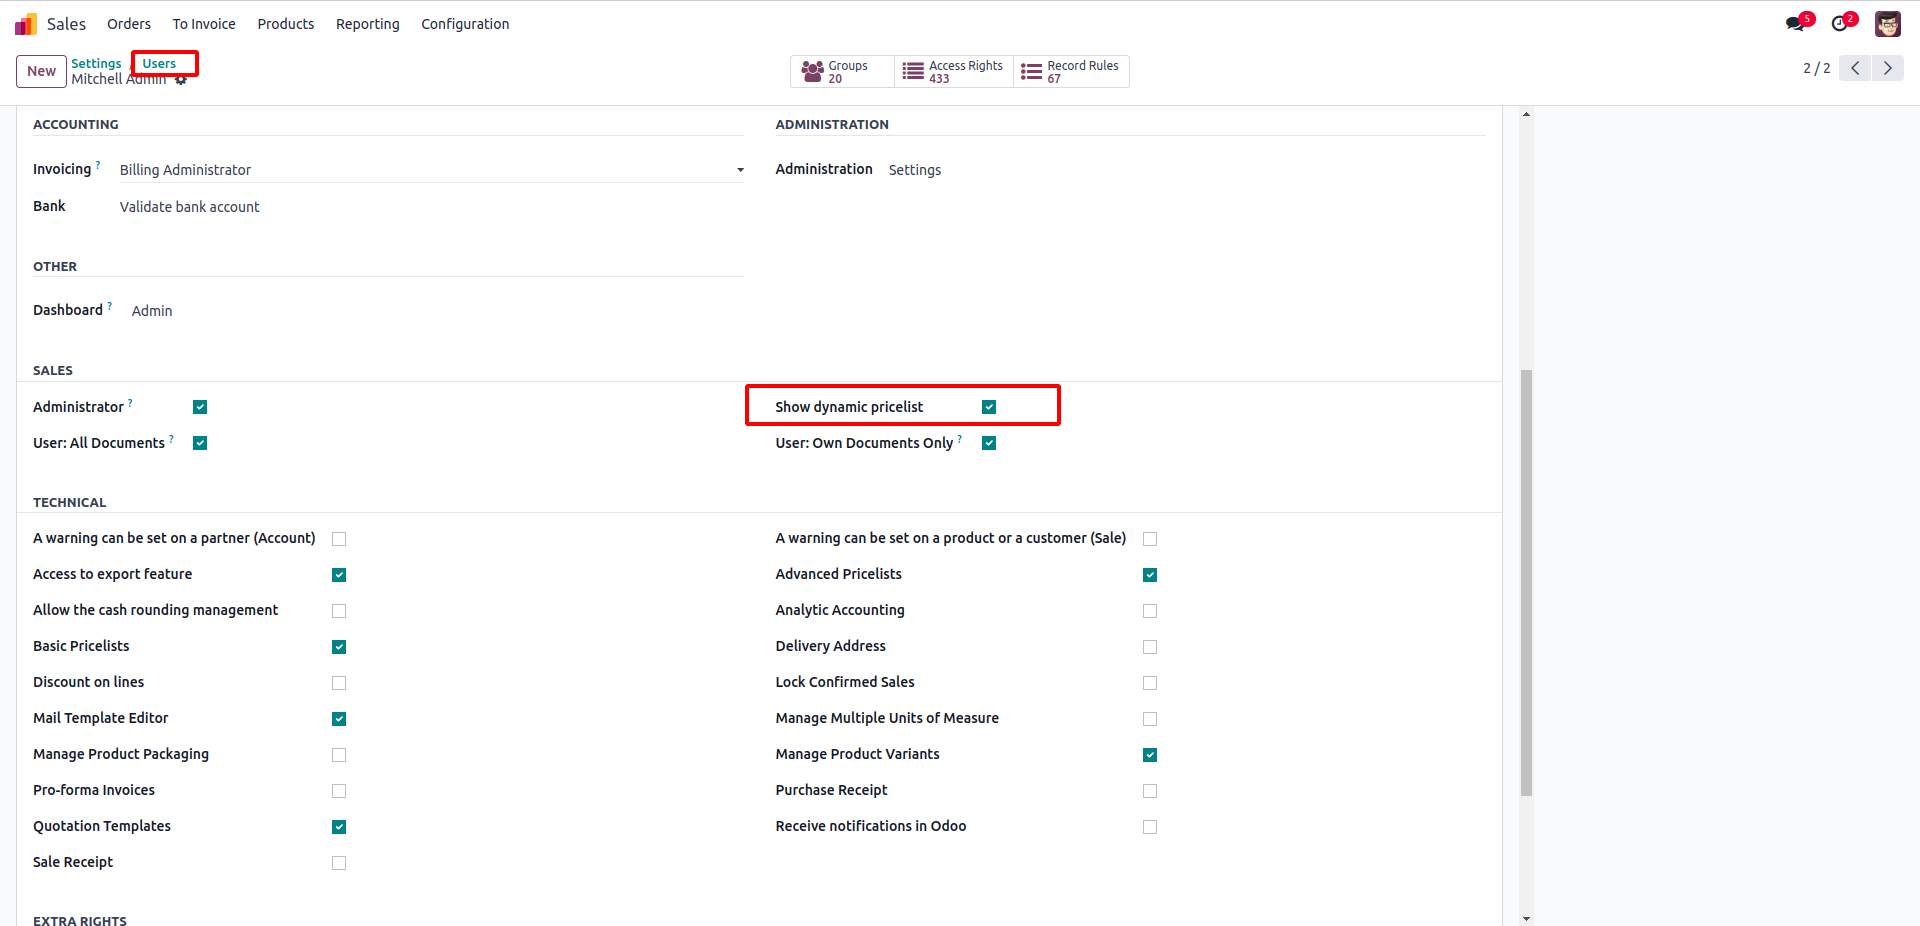 Sales Orders To Invoice Products Reporting Configuration 5 2
New Settings / Users
Mitchell Admin
Groups 20 Access Rights 433 Record Rules 67
2 / 2
ACCOUNTING ADMINISTRATION
Invoicing ? Billing Administrator Administration Settings
Bank Validate bank account
OTHER
Dashboard ? Admin
SALES
Administrator ? Show dynamic pricelist
User: All Documents ? User: Own Documents Only ?
TECHNICAL
A warning can be set on a partner (Account) A warning can be set on a product or a customer (Sale)
Access to export feature Advanced Pricelists
Allow the cash rounding management Analytic Accounting
Basic Pricelists Delivery Address
Discount on lines Lock Confirmed Sales
Mail Template Editor Manage Multiple Units of Measure
Manage Product Packaging Manage Product Variants
Pro-forma Invoices Purchase Receipt
Quotation Templates Receive notifications in Odoo
Sale Receipt
EXTRA RIGHTS